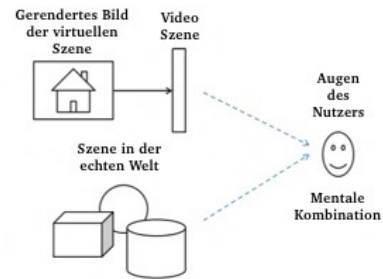 Gerendertes Bild
der virtuellen
Szene
Video
Szene
Augen
des
Nutzers
Szene in der
echten Welt
Mentale
Kombination